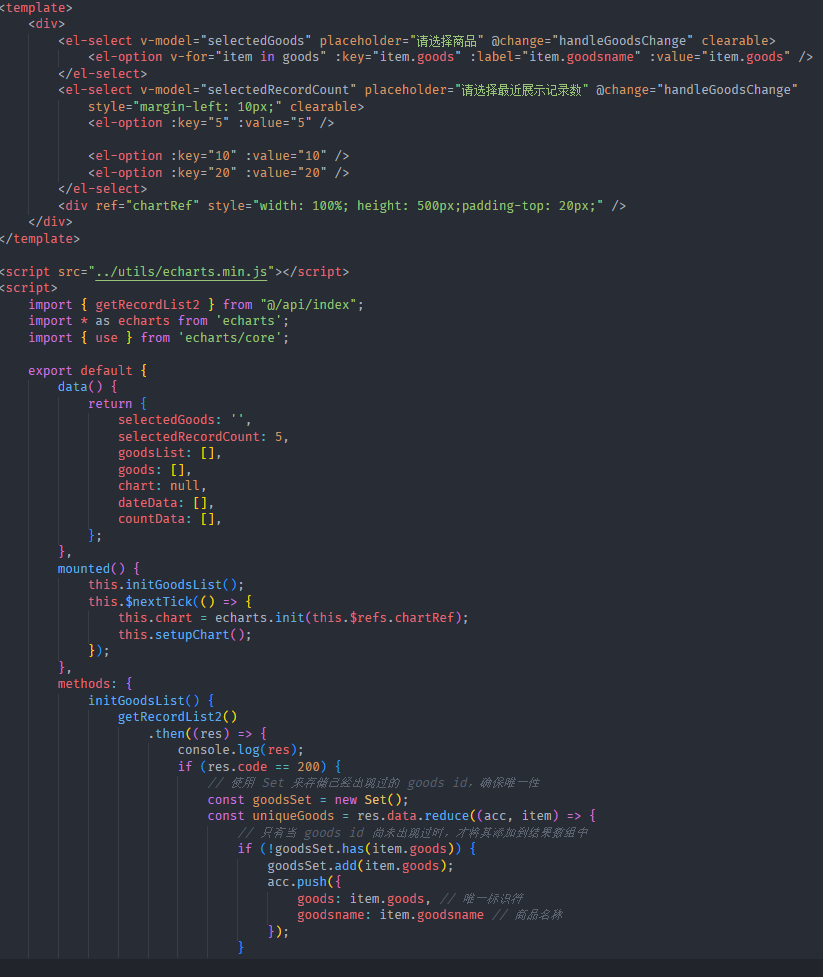 <template>
    <div>
        <el-select v-model="selectedGoods" placeholder="请选择商品" @change="handleGoodsChange" clearable>
            <el-option v-for="item in goods" :key="item.goods" :label="item.goodsname" :value="item.goods" />
        </el-select>
        <el-select v-model="selectedRecordCount" placeholder="请选择最近展示记录数" @change="handleGoodsChange"
            style="margin-left: 10px;" clearable>
            <el-option :key="5" :value="5" />

            <el-option :key="10" :value="10" />
            <el-option :key="20" :value="20" />
        </el-select>
        <div ref="chartRef" style="width: 100%; height: 500px;padding-top: 20px;" />
    </div>
</template>

<script src="../utils/echarts.min.js"></script>
<script>
    import { getRecordList2 } from "@/api/index";
    import * as echarts from 'echarts';
    import { use } from 'echarts/core';

    export default {
        data() {
            return {
                selectedGoods: '',
                selectedRecordCount: 5,
                goodsList: [],
                goods: [],
                chart: null,
                dateData: [],
                countData: [],
            };
        },
        mounted() {
            this.initGoodsList();
            this.$nextTick(() => {
                this.chart = echarts.init(this.$refs.chartRef);
                this.setupChart();
            });
        },
        methods: {
            initGoodsList() {
                getRecordList2()
                    .then((res) => {
                        console.log(res);
                        if (res.code == 200) {
                            // 使用 Set 来存储已经出现过的 goods id，确保唯一性
                            const goodsSet = new Set();
                            const uniqueGoods = res.data.reduce((acc, item) => {
                                // 只有当 goods id 尚未出现过时，才将其添加到结果数组中
                                if (!goodsSet.has(item.goods)) {
                                    goodsSet.add(item.goods);
                                    acc.push({
                                        goods: item.goods, // 唯一标识符
                                        goodsname: item.goodsname // 商品名称
                                    });
                                }